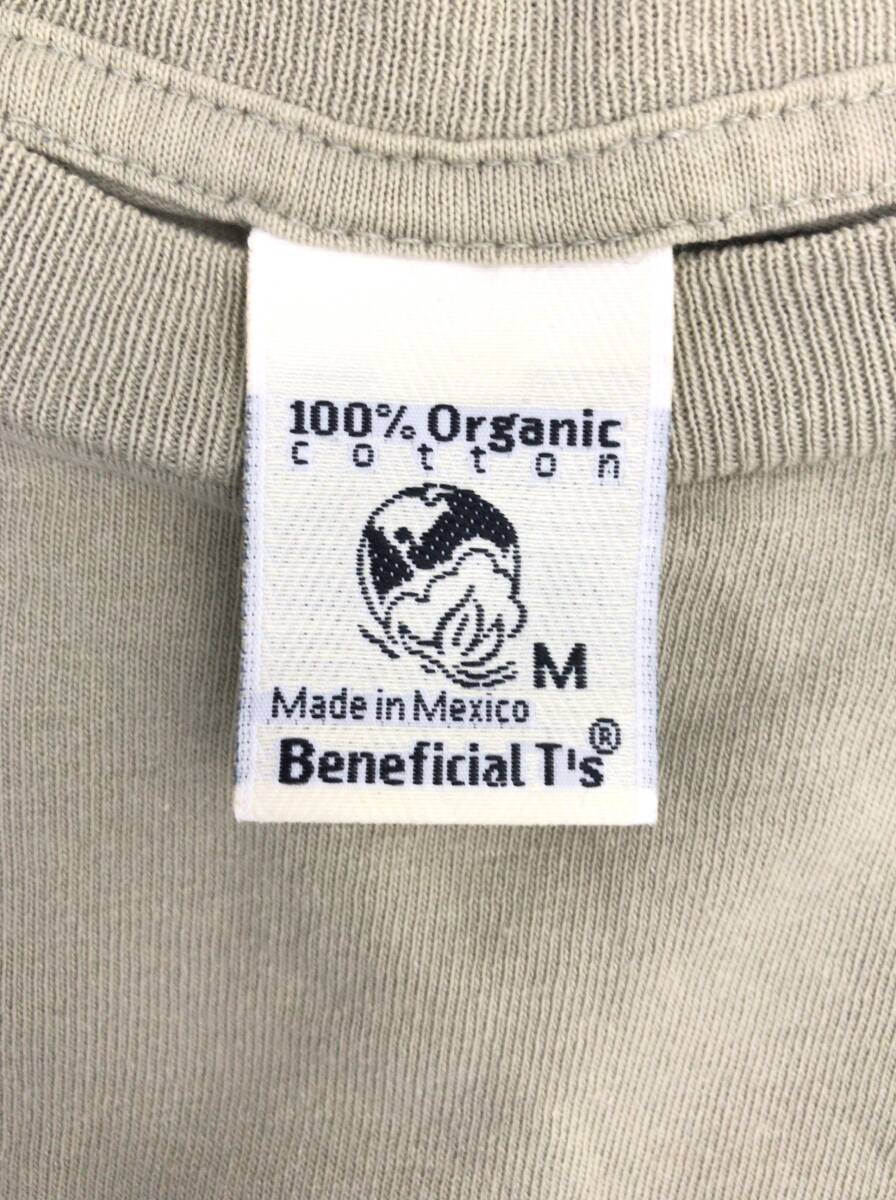 100% Organic
cotton
M
Made in Mexico
Beneficial T's®